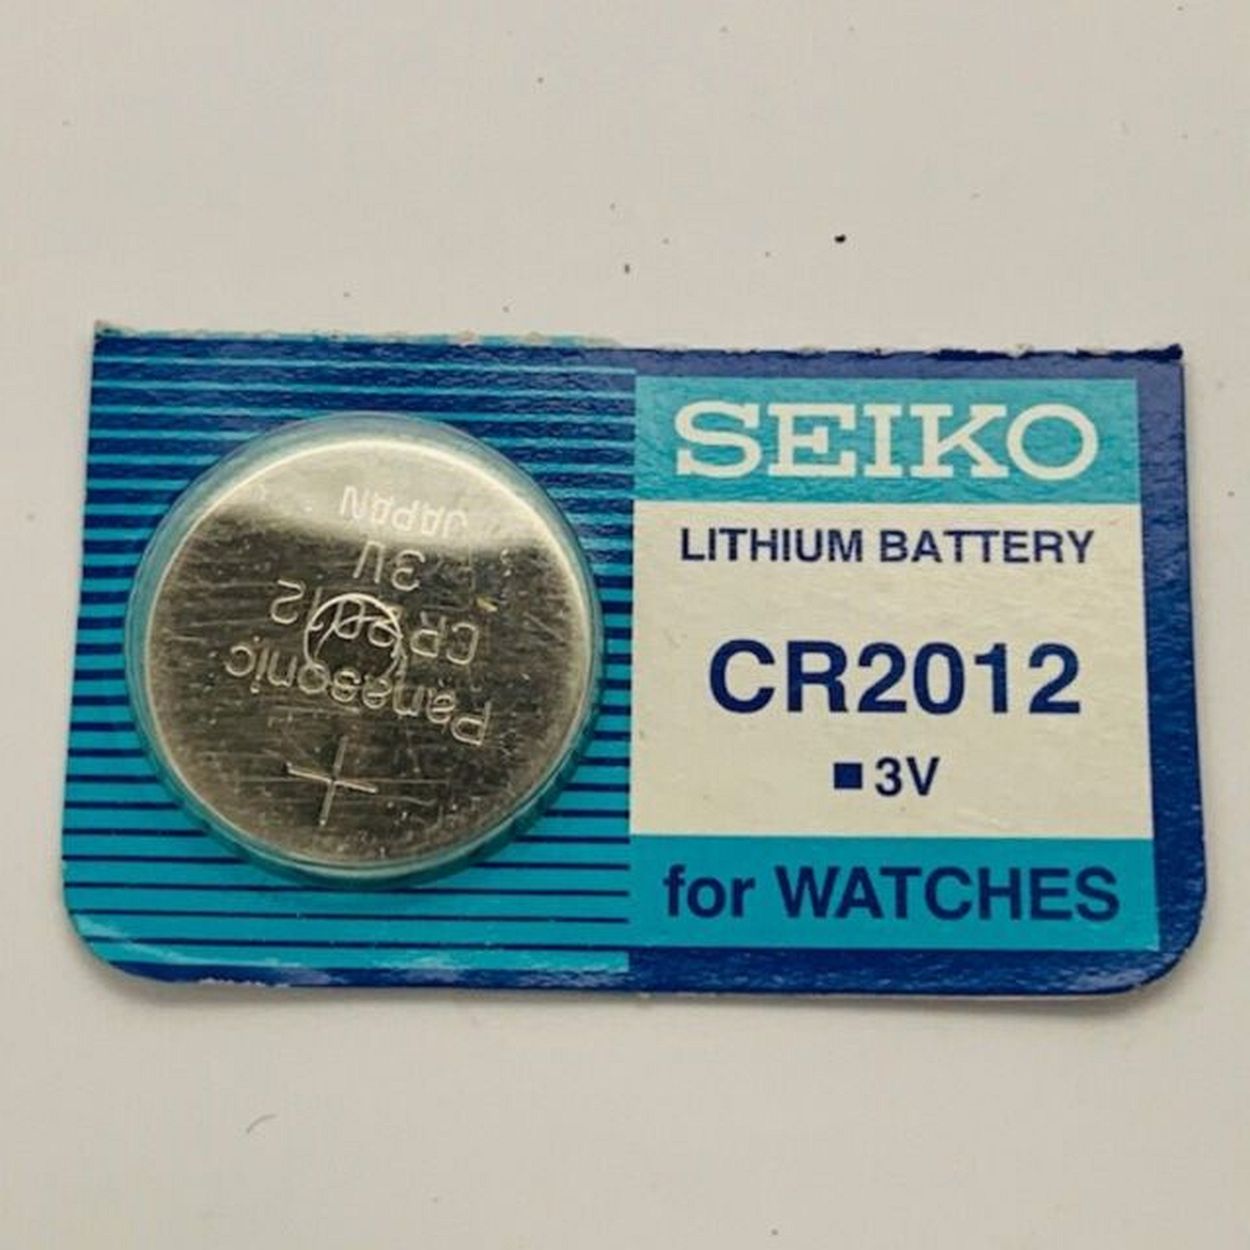 SEIKO
LITHIUM BATTERY
CR2012
■3V
for WATCHES
+
Panasonic
CR2012
3V
JAPAN